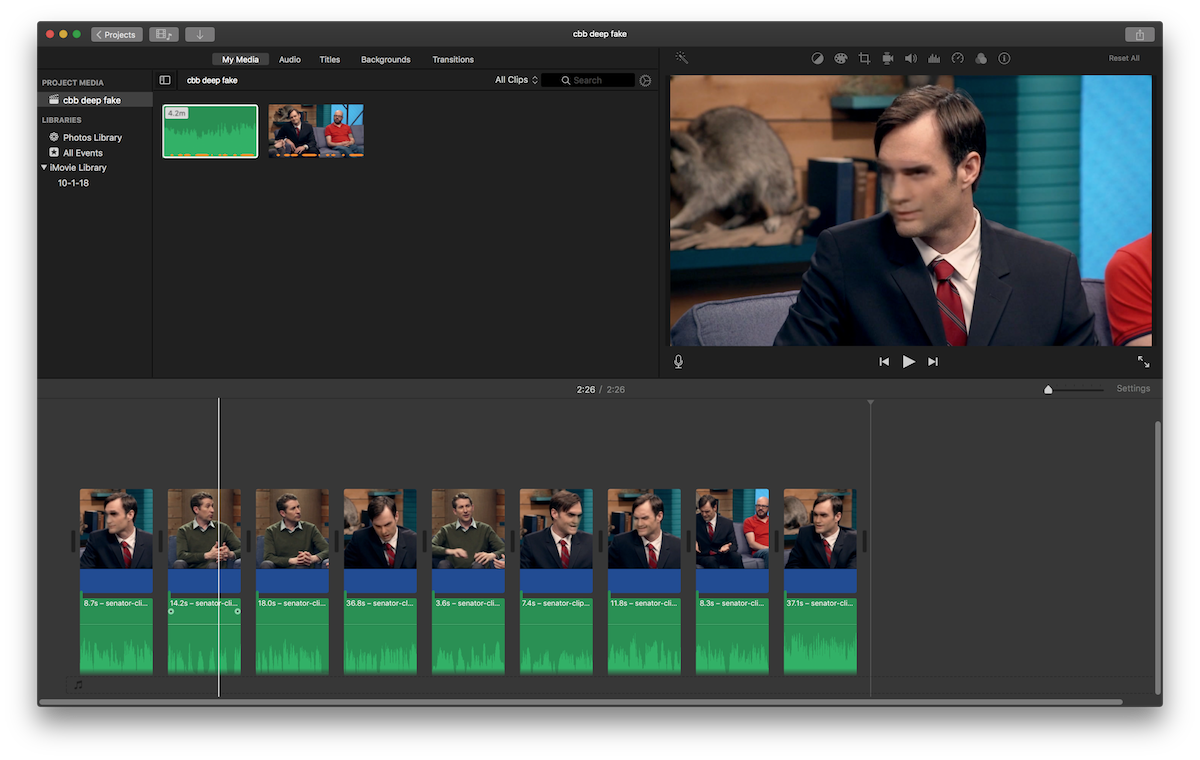 Projects
cbb deep fake
My Media Audio Titles Backgrounds Transitions
Reset All
PROJECT MEDIA
cbb deep fake
LIBRARIES
Photos Library
All Events
iMovie Library
10-1-18
cbb deep fake
All Clips
Search
4.2m
2:26 / 2:26
Settings
8.7s – senator-cli...
14.2s – senator-cli...
18.0s – senator-cli...
36.8s – senator-cli...
3.6s – senator-cli...
7.4s – senator-clip...
11.8s – senator-cli...
8.3s – senator-cli...
37.1s – senator-cli...